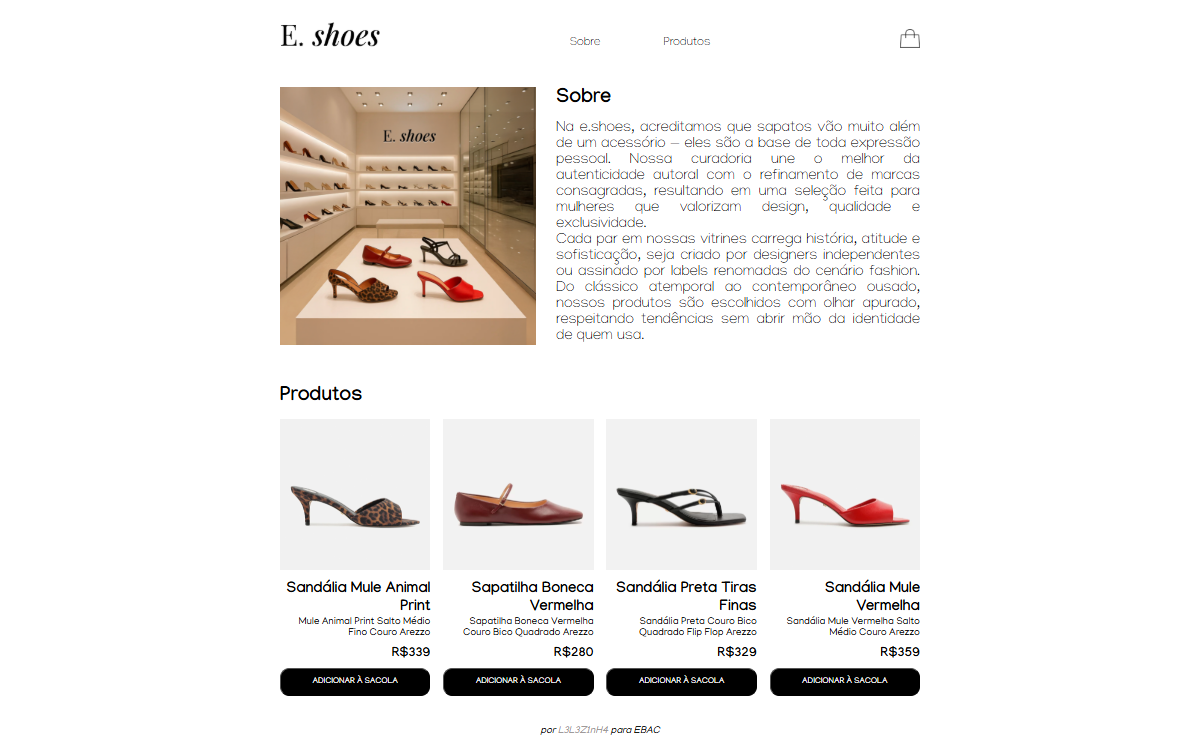 E. shoes
Sobre
Produtos
E. shoes
Sobre
Na e.shoes, acreditamos que sapatos vão muito além
de um acessório — eles são a base de toda expressão
pessoal. Nossa curadoria une o melhor da
autenticidade autoral com o refinamento de marcas
consagradas, resultando em uma seleção feita para
mulheres que valorizam design, qualidade e
exclusividade.
Cada par em nossas vitrines carrega história, atitude e
sofisticação, seja criado por designers independentes
ou assinado por labels renomadas do cenário fashion.
Do clássico atemporal ao contemporâneo ousado,
nossos produtos são escolhidos com olhar apurado,
respeitando tendências sem abrir mão da identidade
de quem usa.
Produtos
Sandália Mule Animal
Print
Mule Animal Print Salto Médio
Fino Couro Arezzo
R$339
ADICIONAR À SACOLA
Sapatilha Boneca
Vermelha
Sapatilha Boneca Vermelha
Couro Bico Quadrado Arezzo
R$280
ADICIONAR À SACOLA
Sandália Preta Tiras
Finas
Sandália Preta Couro Bico
Quadrado Flip Flop Arezzo
R$329
ADICIONAR À SACOLA
Sandália Mule
Vermelha
Sandália Mule Vermelha Salto
Médio Couro Arezzo
R$359
ADICIONAR À SACOLA
por L3L3Z1nH4 para EBAC